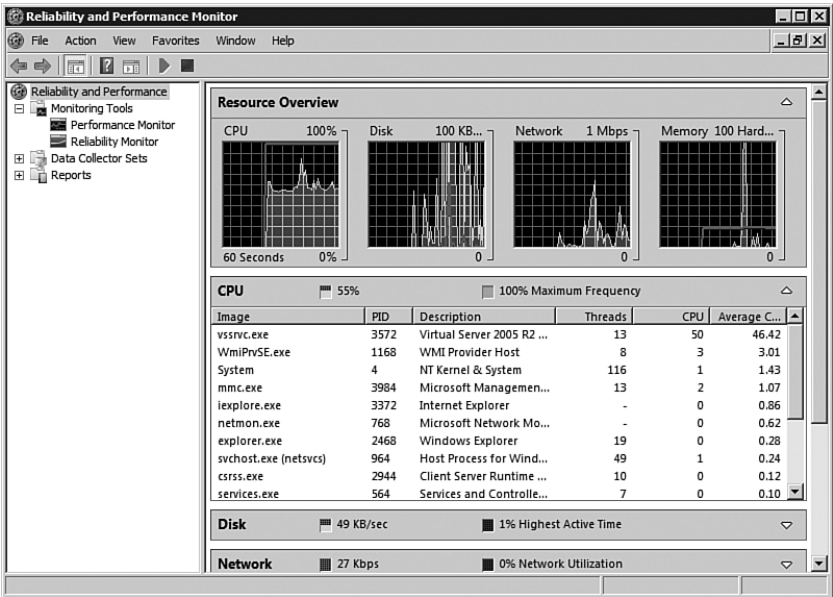 Reliability and Performance Monitor
File Action View Favorites Window Help
Reliability and Performance
Monitoring Tools
Performance Monitor
Reliability Monitor
Data Collector Sets
Reports
Resource Overview
CPU 100%
60 Seconds 0%
Disk 100 KB...
0
Network 1 Mbps
0
Memory 100 Hard...
0
CPU 55% 100% Maximum Frequency
Image PID Description Threads CPU Average C...
vssrvc.exe 3572 Virtual Server 2005 R2 ... 13 50 46.42
WmiPrvSE.exe 1168 WMI Provider Host 8 3 3.01
System 4 NT Kernel & System 116 1 1.43
mmc.exe 3984 Microsoft Managemen... 13 2 1.07
iexplore.exe 3372 Internet Explorer - 0 0.86
netmon.exe 768 Microsoft Network Mo... - 0 0.62
explorer.exe 2468 Windows Explorer 19 0 0.28
svchost.exe (netsvcs) 964 Host Process for Wind... 49 1 0.24
csrss.exe 2944 Client Server Runtime ... 10 0 0.12
services.exe 564 Services and Controlle... 7 0 0.10
Disk 49 KB/sec 1% Highest Active Time
Network 27 Kbps 0% Network Utilization